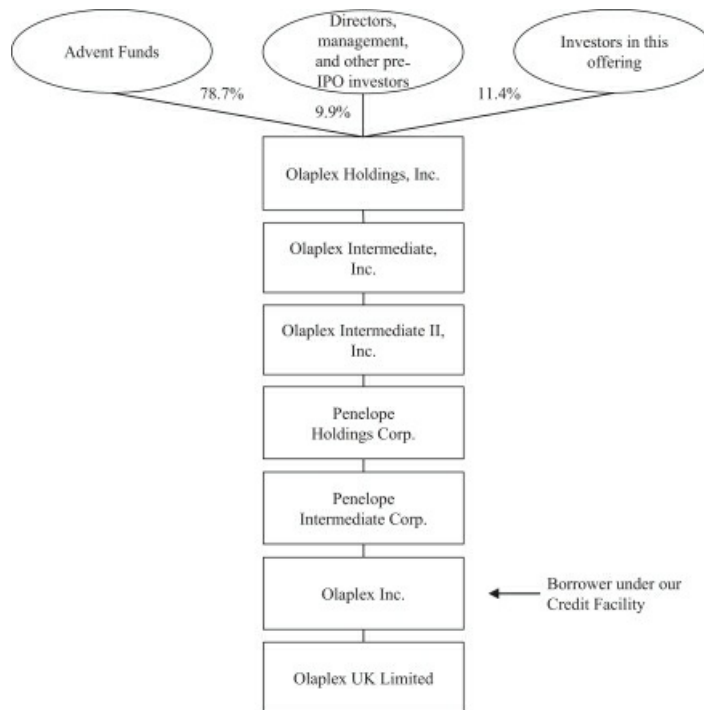 Advent Funds
Directors,
management,
and other pre-
IPO investors
Investors in this
offering
78.7%
9.9%
11.4%
Olaplex Holdings, Inc.
Olaplex Intermediate,
Inc.
Olaplex Intermediate II,
Inc.
Penelope
Holdings Corp.
Penelope
Intermediate Corp.
Olaplex Inc.
Borrower under our
Credit Facility
Olaplex UK Limited